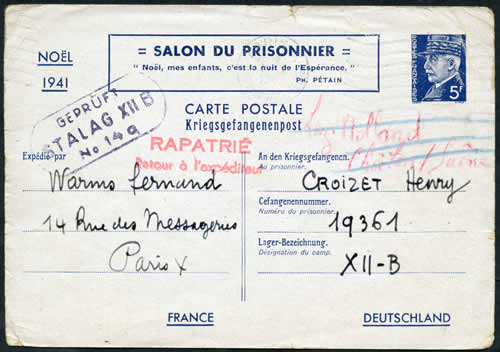 NOËL
1941
= SALON DU PRISONNIER =
"Noël, mes enfants, c'est la nuit de l'Espérance."
PH. PÉTAIN
5F
GEPRÜFT
STALAG XII B
No 149
CARTE POSTALE
Kriegsgefangenenpost
RAPATRIÉ
Retour à l'expéditeur
Expédié par
Warms Fernand
14 Rue des Messageries
Paris X
FRANCE
An den Kriegsgefangenen.
Au prisonnier.
CROIZET Henry
Gefangenennummer.
Numéro du prisonnier.
19361
Lager-Bezeichnung.
Désignation du camp.
XII-B
DEUTSCHLAND